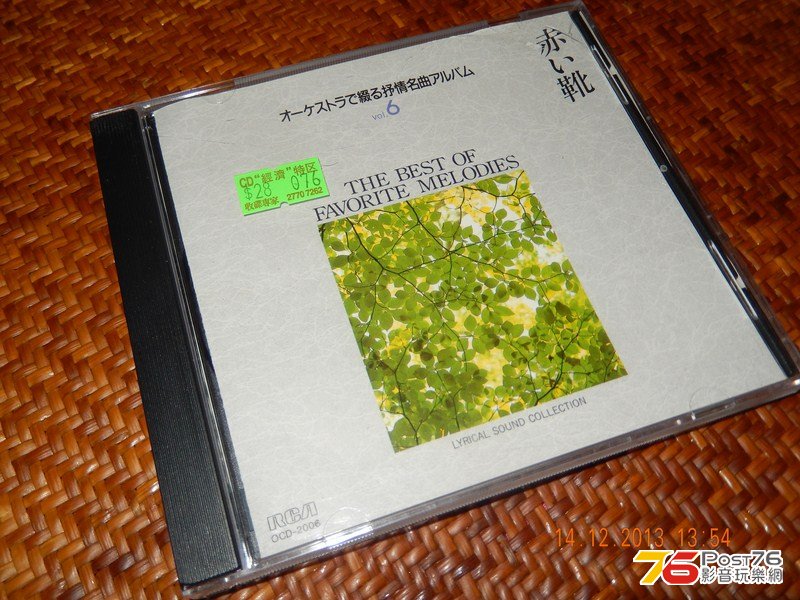 赤い靴
オーケストラで綴る抒情名曲アルバム
vol.6
CD"經濟"特区
$28 076
收購專家 2770 7262
THE BEST OF
FAVORITE MELODIES
LYRICAL SOUND COLLECTION
RCA
OCD-2006
14.12.2013 13:54
76 Post76
影音玩樂網